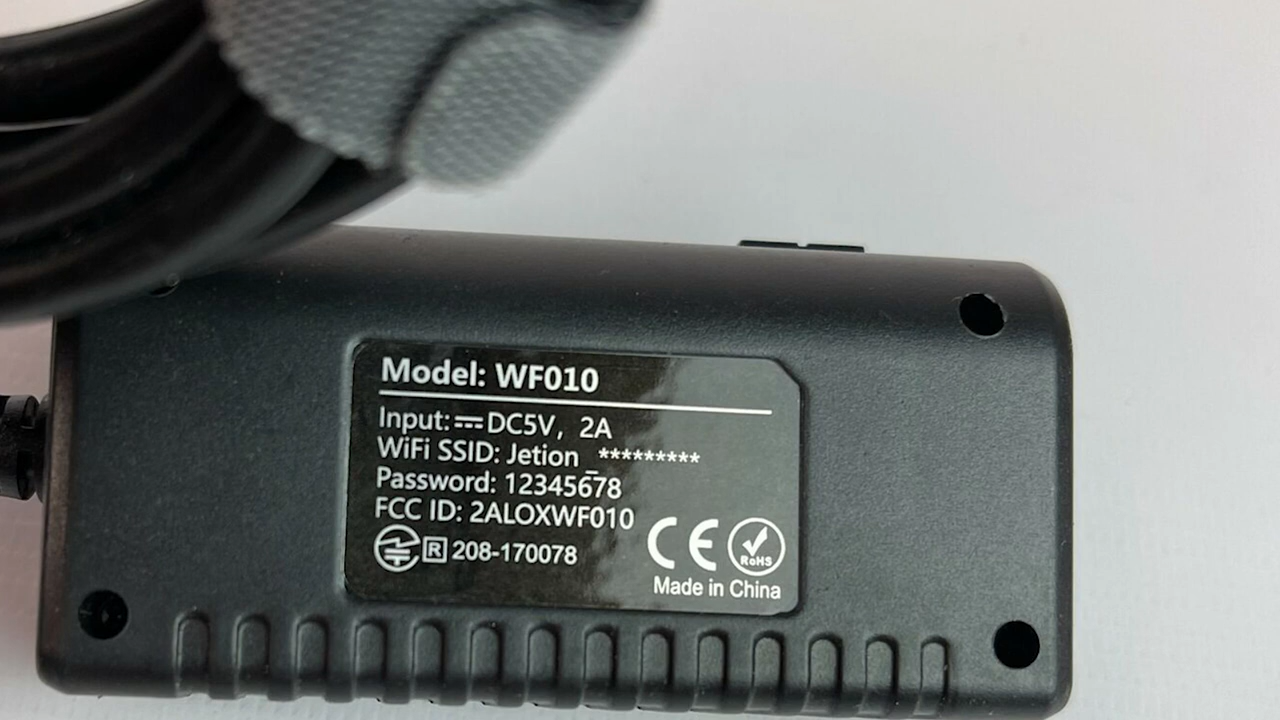 Model: WF010
Input: ⎓ DC5V, 2A
WiFi SSID: Jetion_*********
Password: 12345678
FCC ID: 2ALOXWF010
R 208-170078
CE
RoHS
Made in China